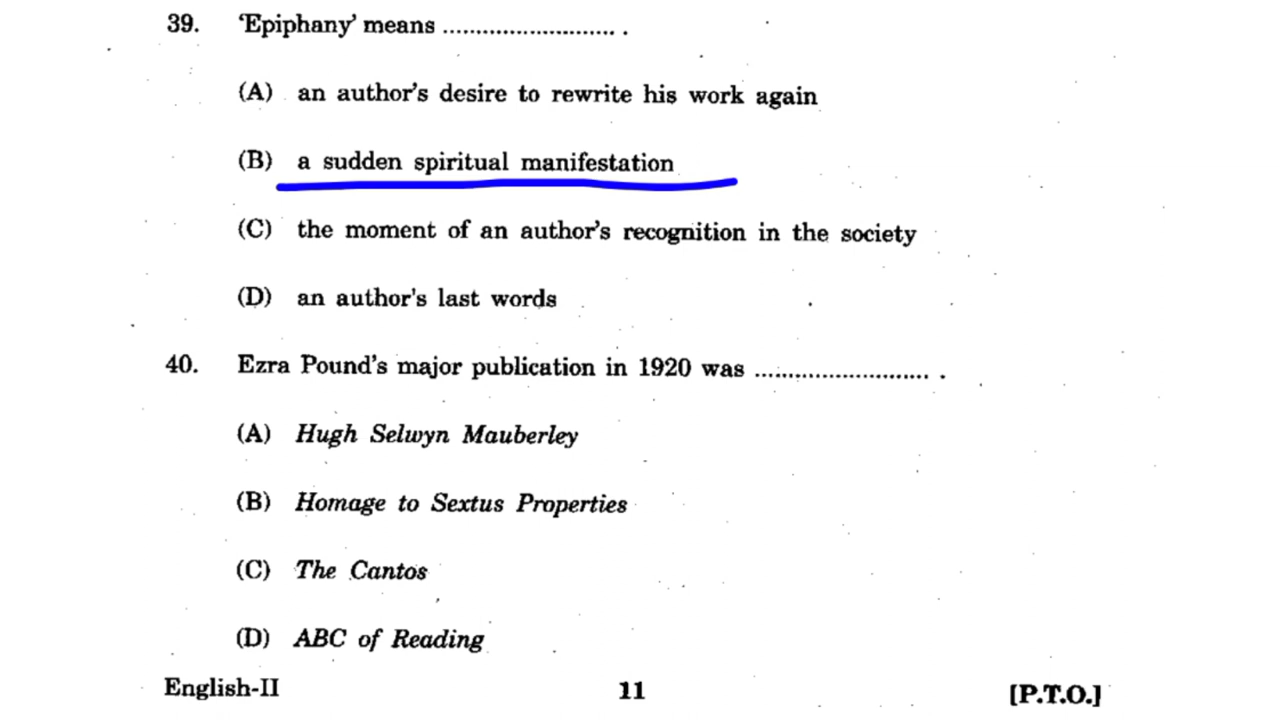 39. 'Epiphany' means .......................... .
(A) an author's desire to rewrite his work again
(B) a sudden spiritual manifestation
(C) the moment of an author's recognition in the society
(D) an author's last words
40. Ezra Pound's major publication in 1920 was .......................... .
(A) Hugh Selwyn Mauberley
(B) Homage to Sextus Properties
(C) The Cantos
(D) ABC of Reading
English-II 11 [P.T.O.]